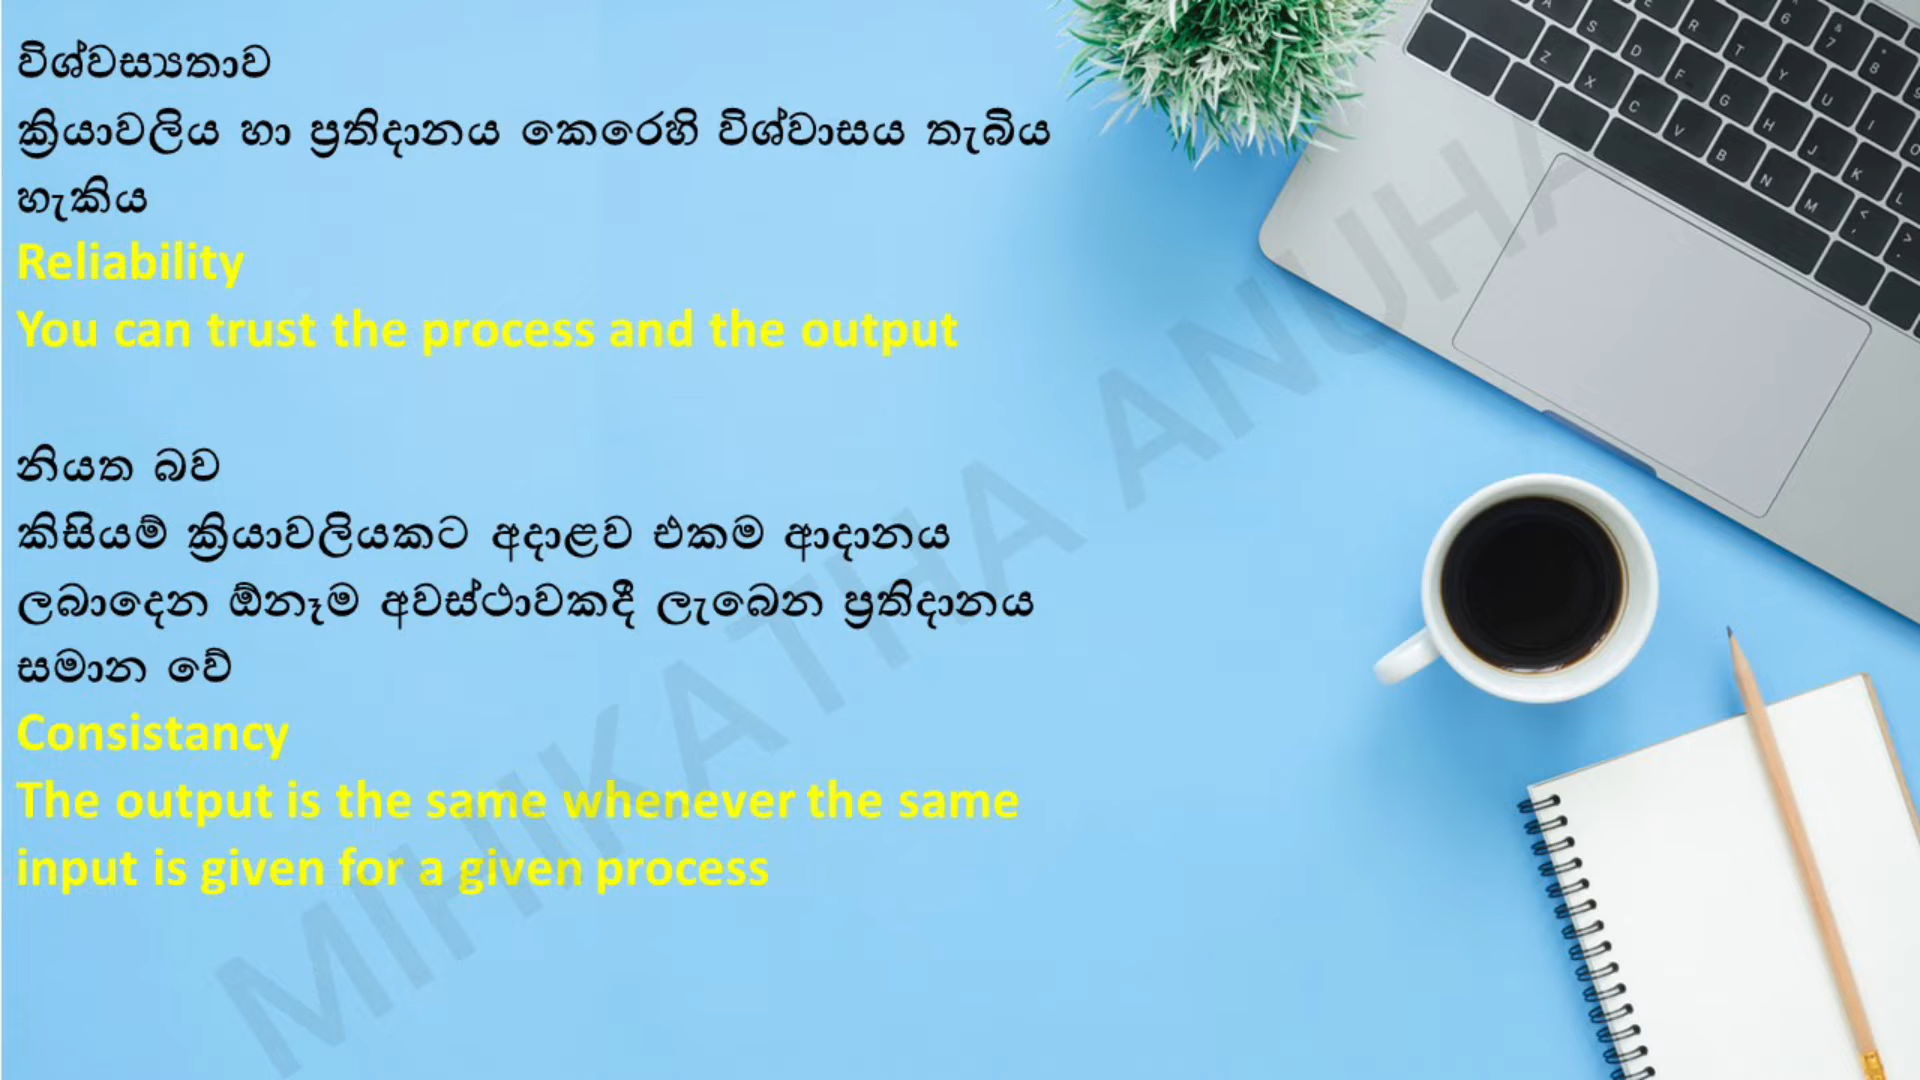 විශ්වස්‍යතාව
ක්‍රියාවලිය හා ප්‍රතිදානය කෙරෙහි විශ්වාසය තැබිය
හැකිය
Reliability
You can trust the process and the output
නියත බව
කිසියම් ක්‍රියාවලියකට අදාළව එකම ආදානය
ලබාදෙන ඕනෑම අවස්ථාවකදී ලැබෙන ප්‍රතිදානය
සමාන වේ
Consistancy
The output is the same whenever the same
input is given for a given process
MIHIKATHA ANUHA